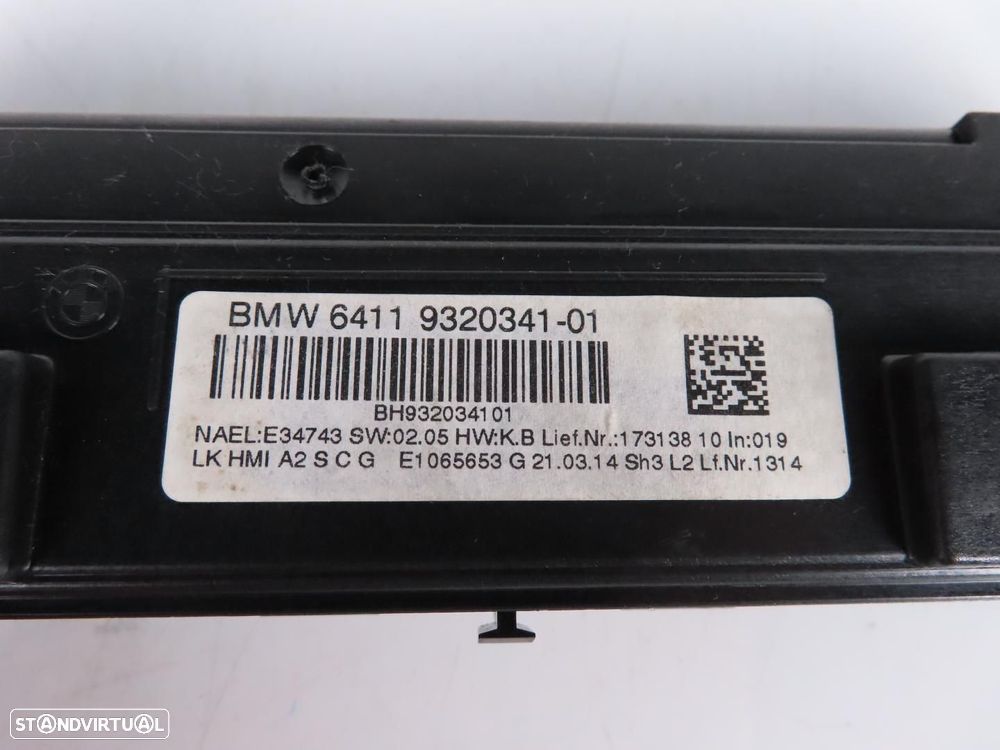 BMW 6411 9320341-01
BH932034101
NAEL:E34743 SW:02.05 HW:K.B Lief.Nr.:173138 10 In:019
LK HMI A2 S C G E1065653 G 21.03.14 Sh3 L2 Lf.Nr.1314
STANDVIRTUAL